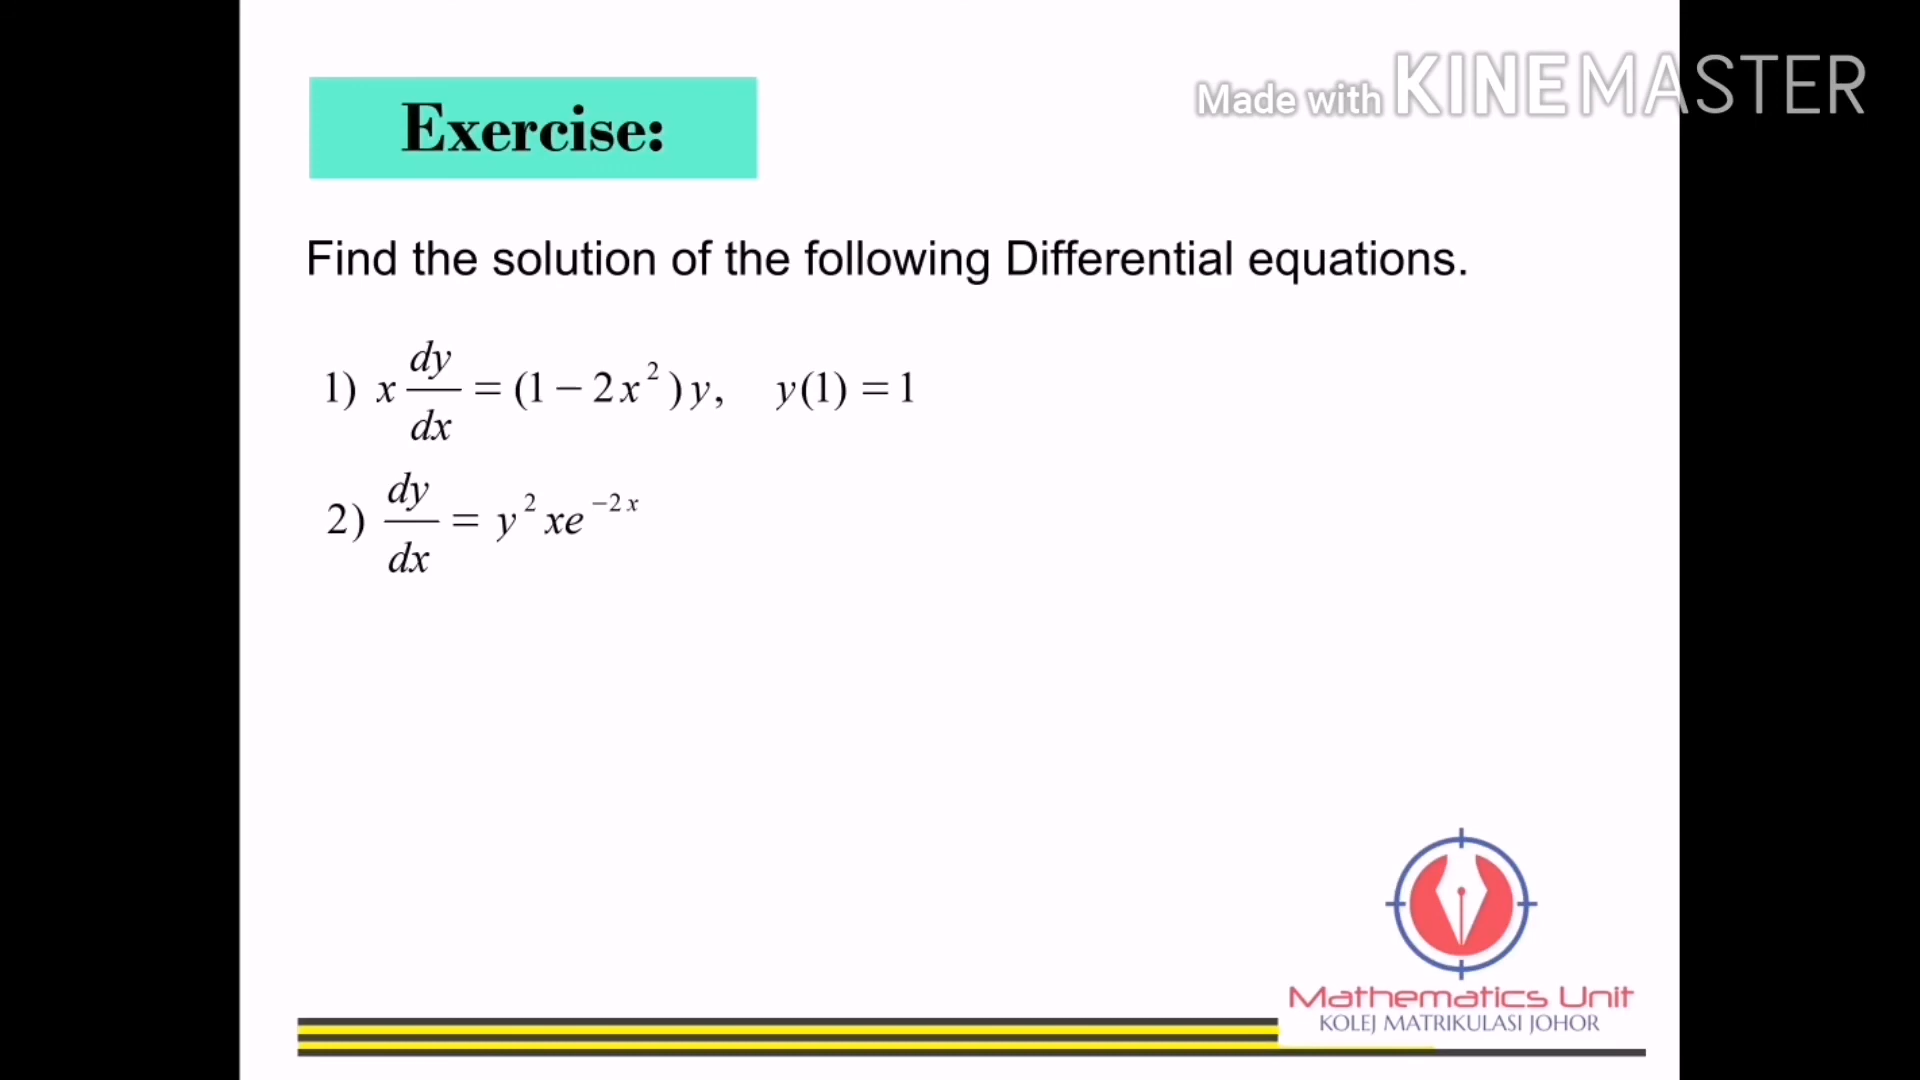 Made with KINEMASTER
Exercise:
Find the solution of the following Differential equations.
1) x dy/dx = (1 − 2x²)y, y(1) = 1
2) dy/dx = y²xe⁻²ˣ
Mathematics Unit
KOLEJ MATRIKULASI JOHOR